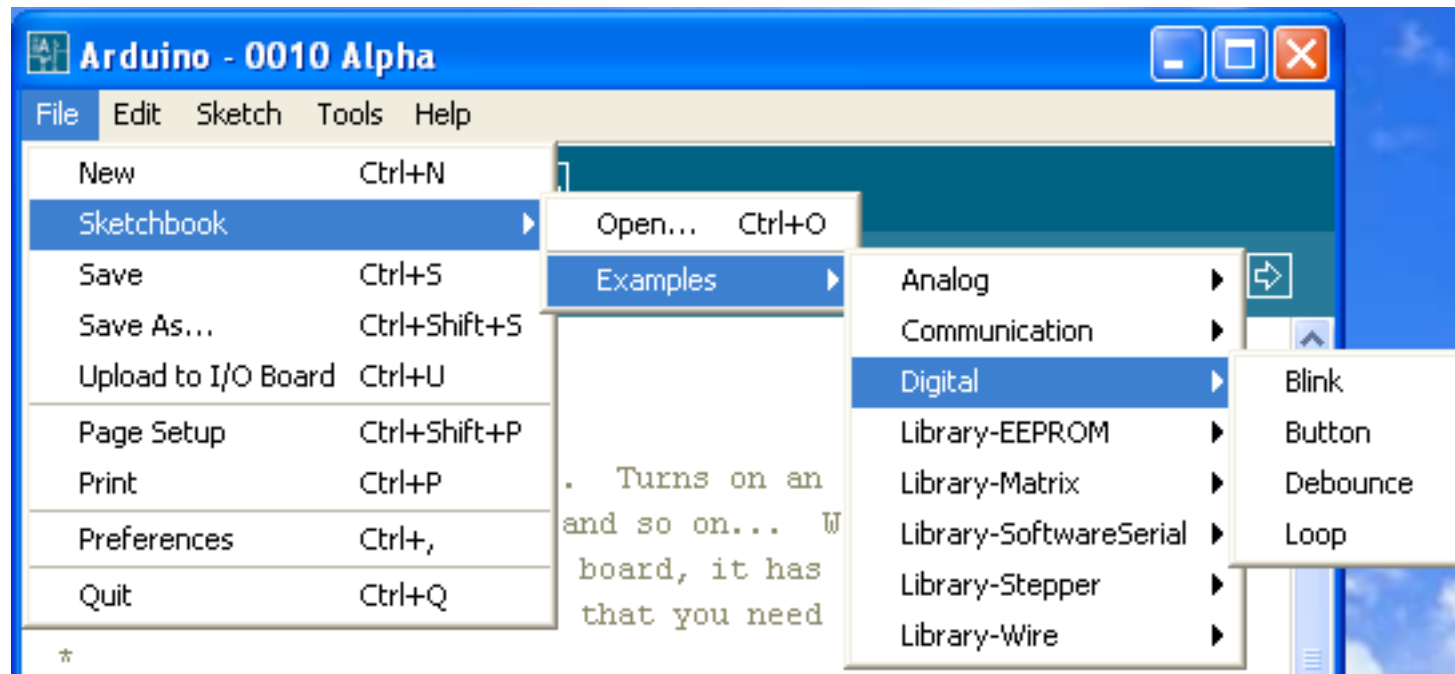 Arduino - 0010 Alpha
File Edit Sketch Tools Help
New Ctrl+N
Sketchbook
Save Ctrl+S
Save As... Ctrl+Shift+S
Upload to I/O Board Ctrl+U
Page Setup Ctrl+Shift+P
Print Ctrl+P
Preferences Ctrl+,
Quit Ctrl+Q
Open... Ctrl+O
Examples
Analog
Communication
Digital
Library-EEPROM
Library-Matrix
Library-SoftwareSerial
Library-Stepper
Library-Wire
Blink
Button
Debounce
Loop
. Turns on an
and so on... W
board, it has
that you need
*